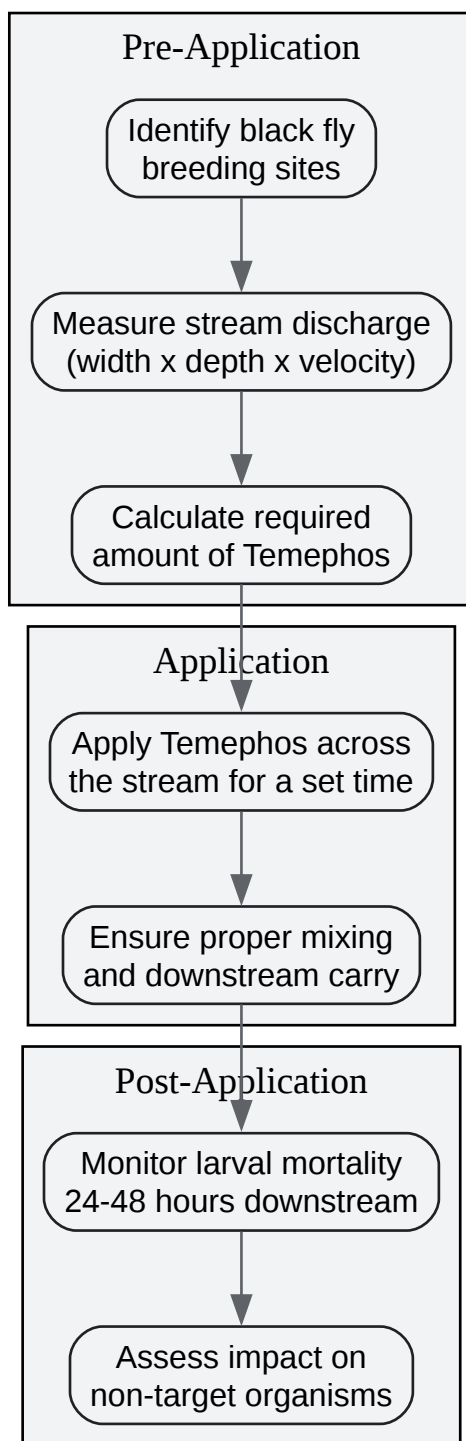 Pre-Application
Identify black fly
breeding sites
Measure stream discharge
(width x depth x velocity)
Calculate required
amount of Temephos
Application
Apply Temephos across
the stream for a set time
Ensure proper mixing
and downstream carry
Post-Application
Monitor larval mortality
24-48 hours downstream
Assess impact on
non-target organisms